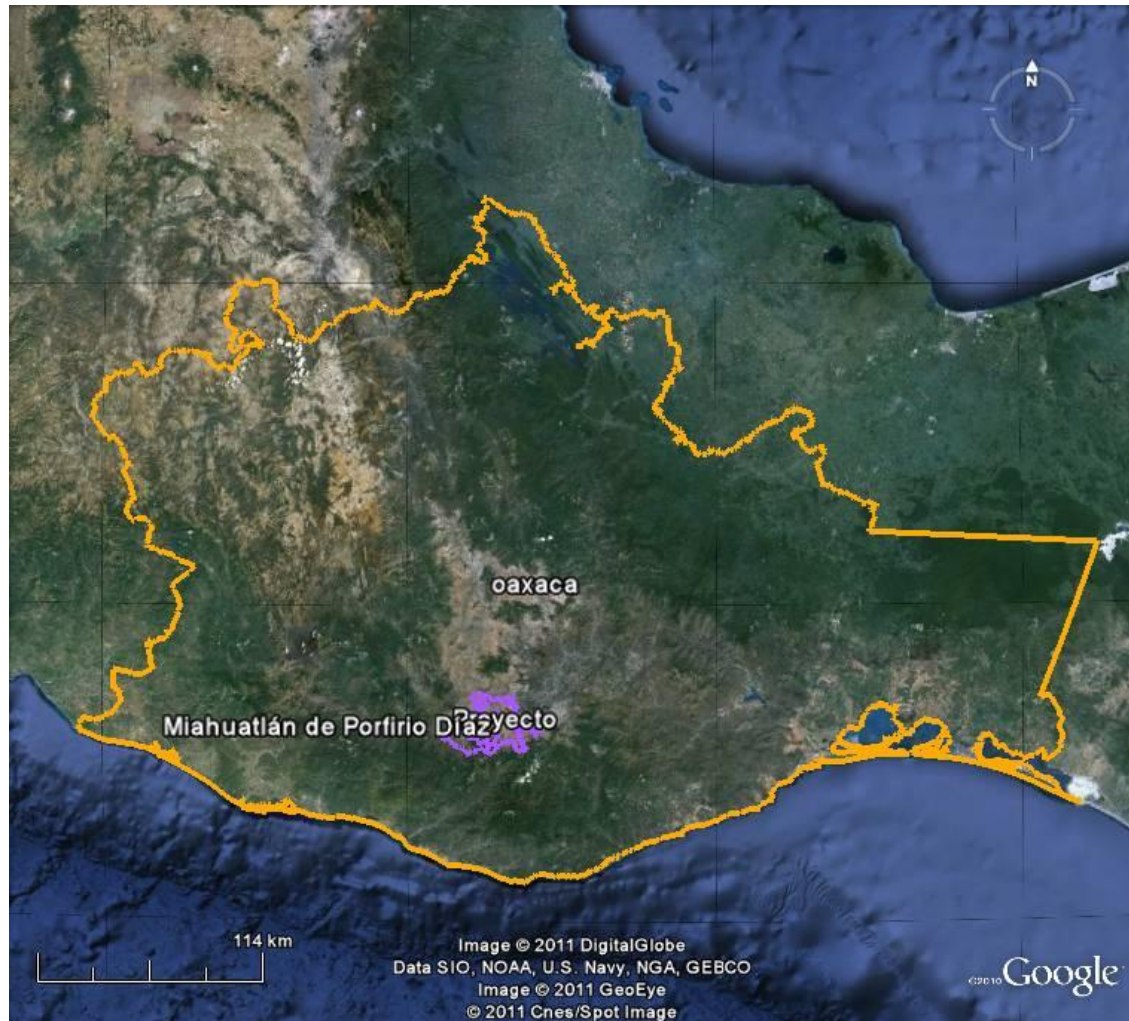 N
oaxaca
Proyecto
Miahuatlán de Porfirio Díaz
114 km
Image © 2011 DigitalGlobe
Data SIO, NOAA, U.S. Navy, NGA, GEBCO
Image © 2011 GeoEye
© 2011 Cnes/Spot Image
©2010 Google